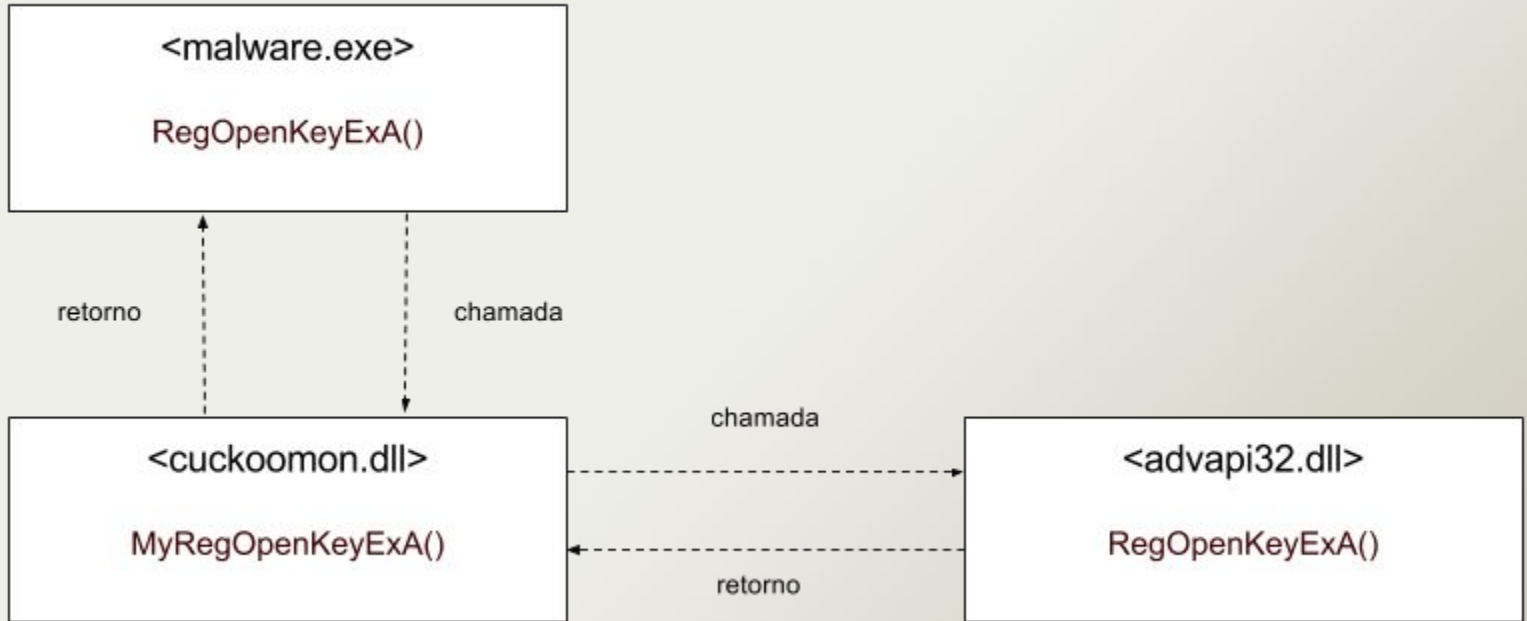 <malware.exe>
RegOpenKeyExA()
retorno
chamada
<cuckoomon.dll>
MyRegOpenKeyExA()
chamada
retorno
<advapi32.dll>
RegOpenKeyExA()